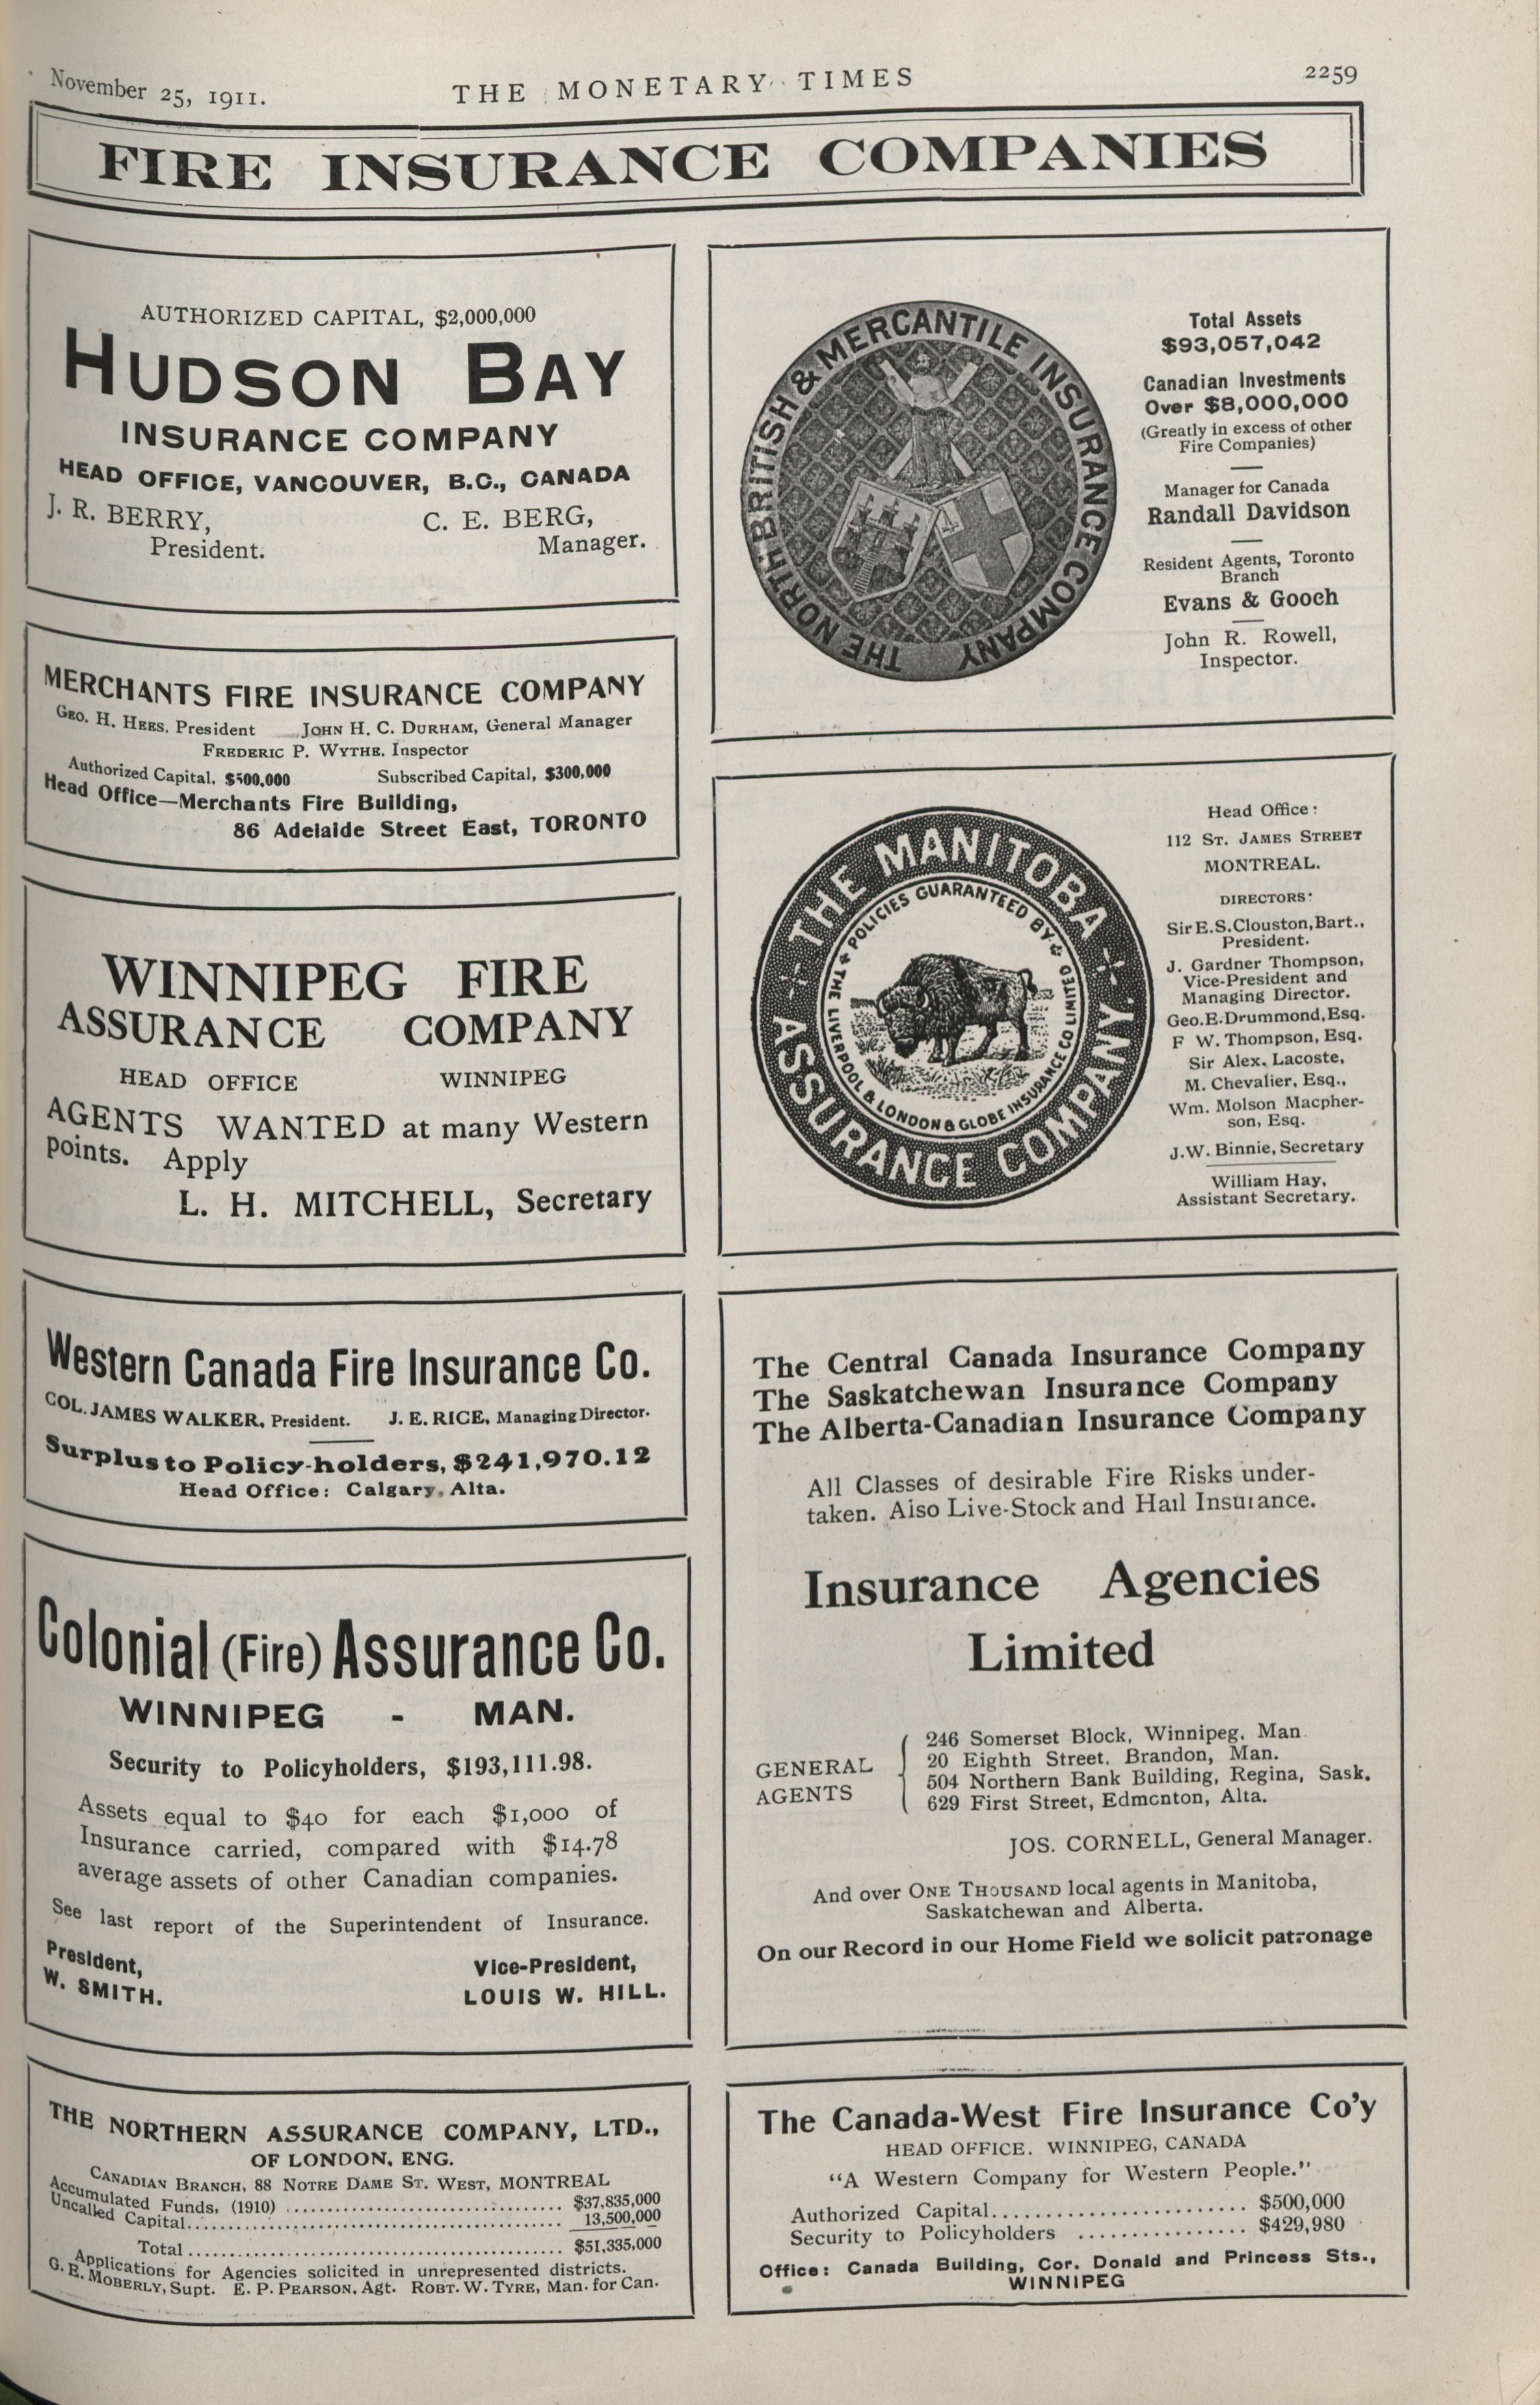 November 25, 1911.
THE MONETARY TIMES
2259
FIRE INSURANCE COMPANIES
AUTHORIZED CAPITAL, $2,000,000
HUDSON BAY
INSURANCE COMPANY
HEAD OFFICE, VANCOUVER, B.C., CANADA
J. R. BERRY, C. E. BERG,
President. Manager.
MERCHANTS FIRE INSURANCE COMPANY
GEO. H. HEES, President JOHN H. C. DURHAM, General Manager
FREDERIC P. WYTHE, Inspector
Authorized Capital, $500,000 Subscribed Capital, $300,000
Head Office—Merchants Fire Building,
86 Adelaide Street East, TORONTO
WINNIPEG FIRE
ASSURANCE COMPANY
HEAD OFFICE WINNIPEG
AGENTS WANTED at many Western
points. Apply
L. H. MITCHELL, Secretary
Western Canada Fire Insurance Co.
COL. JAMES WALKER, President. J. E. RICE, Managing Director.
Surplus to Policy-holders, $241,970.12
Head Office: Calgary, Alta.
Colonial (Fire) Assurance Co.
WINNIPEG - MAN.
Security to Policyholders, $193,111.98.
Assets equal to $40 for each $1,000 of
Insurance carried, compared with $14.78
average assets of other Canadian companies.
See last report of the Superintendent of Insurance.
President, Vice-President,
W. SMITH. LOUIS W. HILL.
THE NORTHERN ASSURANCE COMPANY, LTD.,
OF LONDON, ENG.
CANADIAN BRANCH, 88 NOTRE DAME ST. WEST, MONTREAL
Accumulated Funds, (1910) ........ $37,835,000
Uncalled Capital........ 13,500,000
Total ........ $51,335,000
Applications for Agencies solicited in unrepresented districts.
G. E. MOBERLY, Supt. E. P. PEARSON, Agt. ROBT. W. TYRE, Man. for Can.
THE NORTH BRITISH & MERCANTILE INSURANCE COMPANY
Total Assets
$93,057,042
Canadian Investments
Over $8,000,000
(Greatly in excess of other
Fire Companies)
Manager for Canada
Randall Davidson
Resident Agents, Toronto
Branch
Evans & Gooch
John R. Rowell,
Inspector.
THE MANITOBA
ASSURANCE COMPANY.
POLICIES GUARANTEED BY
THE LIVERPOOL & LONDON & GLOBE INSURANCE CO LIMITED
Head Office:
112 ST. JAMES STREET
MONTREAL.
DIRECTORS:
Sir E. S. Clouston, Bart.,
President.
J. Gardner Thompson,
Vice-President and
Managing Director.
Geo. E. Drummond, Esq.
F W. Thompson, Esq.
Sir Alex. Lacoste,
M. Chevalier, Esq.,
Wm. Molson Macpher-
son, Esq.
J. W. Binnie, Secretary
William Hay,
Assistant Secretary.
The Central Canada Insurance Company
The Saskatchewan Insurance Company
The Alberta-Canadian Insurance Company
All Classes of desirable Fire Risks under-
taken. Also Live-Stock and Hail Insurance.
Insurance Agencies
Limited
GENERAL
AGENTS
246 Somerset Block, Winnipeg, Man
20 Eighth Street, Brandon, Man.
504 Northern Bank Building, Regina, Sask.
629 First Street, Edmonton, Alta.
JOS. CORNELL, General Manager.
And over ONE THOUSAND local agents in Manitoba,
Saskatchewan and Alberta.
On our Record in our Home Field we solicit patronage
The Canada-West Fire Insurance Co'y
HEAD OFFICE. WINNIPEG, CANADA
"A Western Company for Western People."
Authorized Capital........ $500,000
Security to Policyholders ........ $429,980
Office: Canada Building, Cor. Donald and Princess Sts.,
WINNIPEG